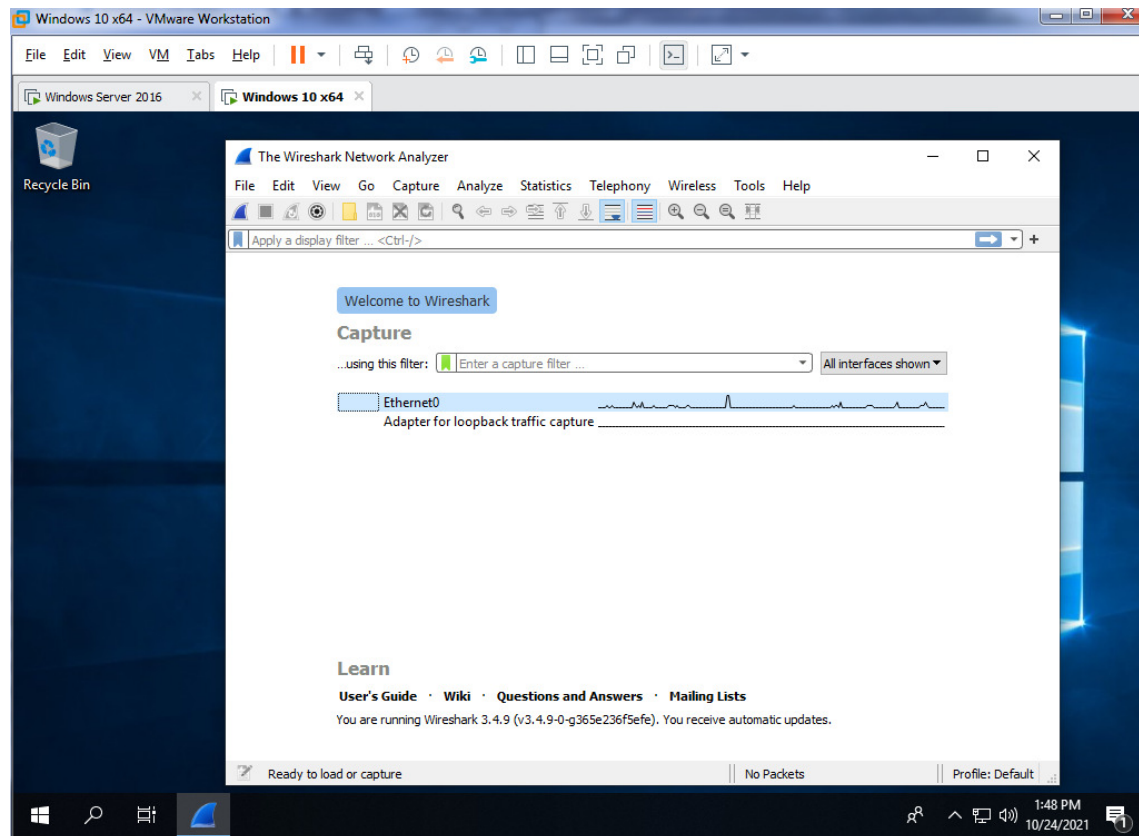 Windows 10 x64 - VMware Workstation
File Edit View VM Tabs Help
Windows Server 2016 Windows 10 x64
Recycle Bin
The Wireshark Network Analyzer
File Edit View Go Capture Analyze Statistics Telephony Wireless Tools Help
Apply a display filter ... <Ctrl-/>
Welcome to Wireshark
Capture
...using this filter: Enter a capture filter ... All interfaces shown
Ethernet0
Adapter for loopback traffic capture
Learn
User's Guide · Wiki · Questions and Answers · Mailing Lists
You are running Wireshark 3.4.9 (v3.4.9-0-g365e236f5efe). You receive automatic updates.
Ready to load or capture No Packets Profile: Default
1:48 PM
10/24/2021
1